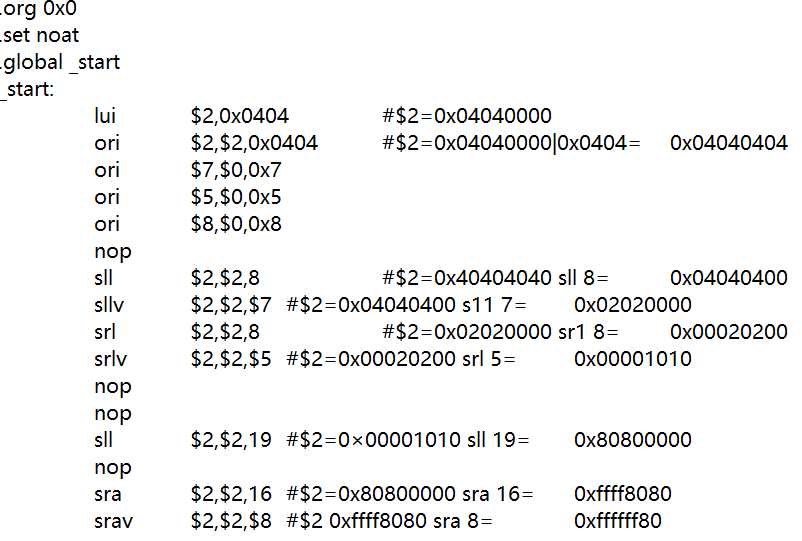 .org 0x0
.set noat
.global _start
_start:
lui $2,0x0404 #$2=0x04040000
ori $2,$2,0x0404 #$2=0x04040000|0x0404= 0x04040404
ori $7,$0,0x7
ori $5,$0,0x5
ori $8,$0,0x8
nop
sll $2,$2,8 #$2=0x40404040 sll 8= 0x04040400
sllv $2,$2,$7 #$2=0x04040400 s11 7= 0x02020000
srl $2,$2,8 #$2=0x02020000 sr1 8= 0x00020200
srlv $2,$2,$5 #$2=0x00020200 srl 5= 0x00001010
nop
nop
sll $2,$2,19 #$2=0×00001010 sll 19= 0x80800000
nop
sra $2,$2,16 #$2=0x80800000 sra 16= 0xffff8080
srav $2,$2,$8 #$2 0xffff8080 sra 8= 0xffffff80